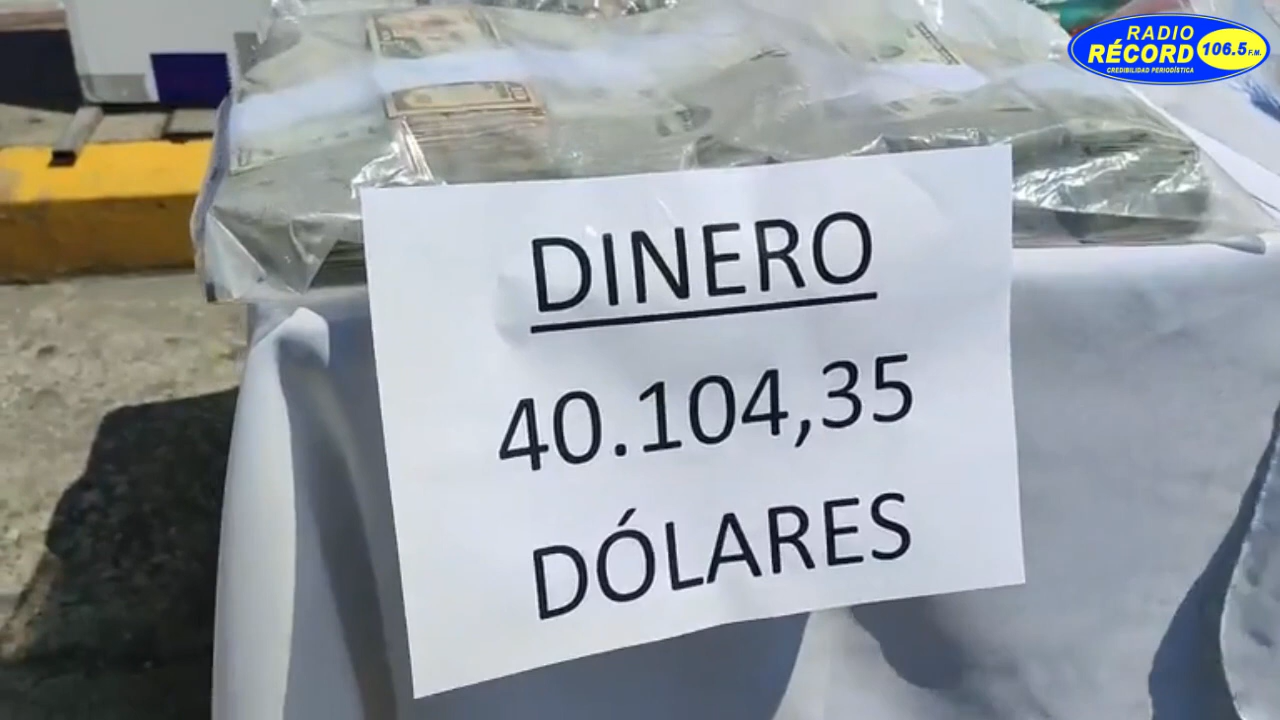 RADIO
RÉCORD
106.5 F.M.
CREDIBILIDAD PERIODÍSTICA
DINERO
40.104,35
DÓLARES